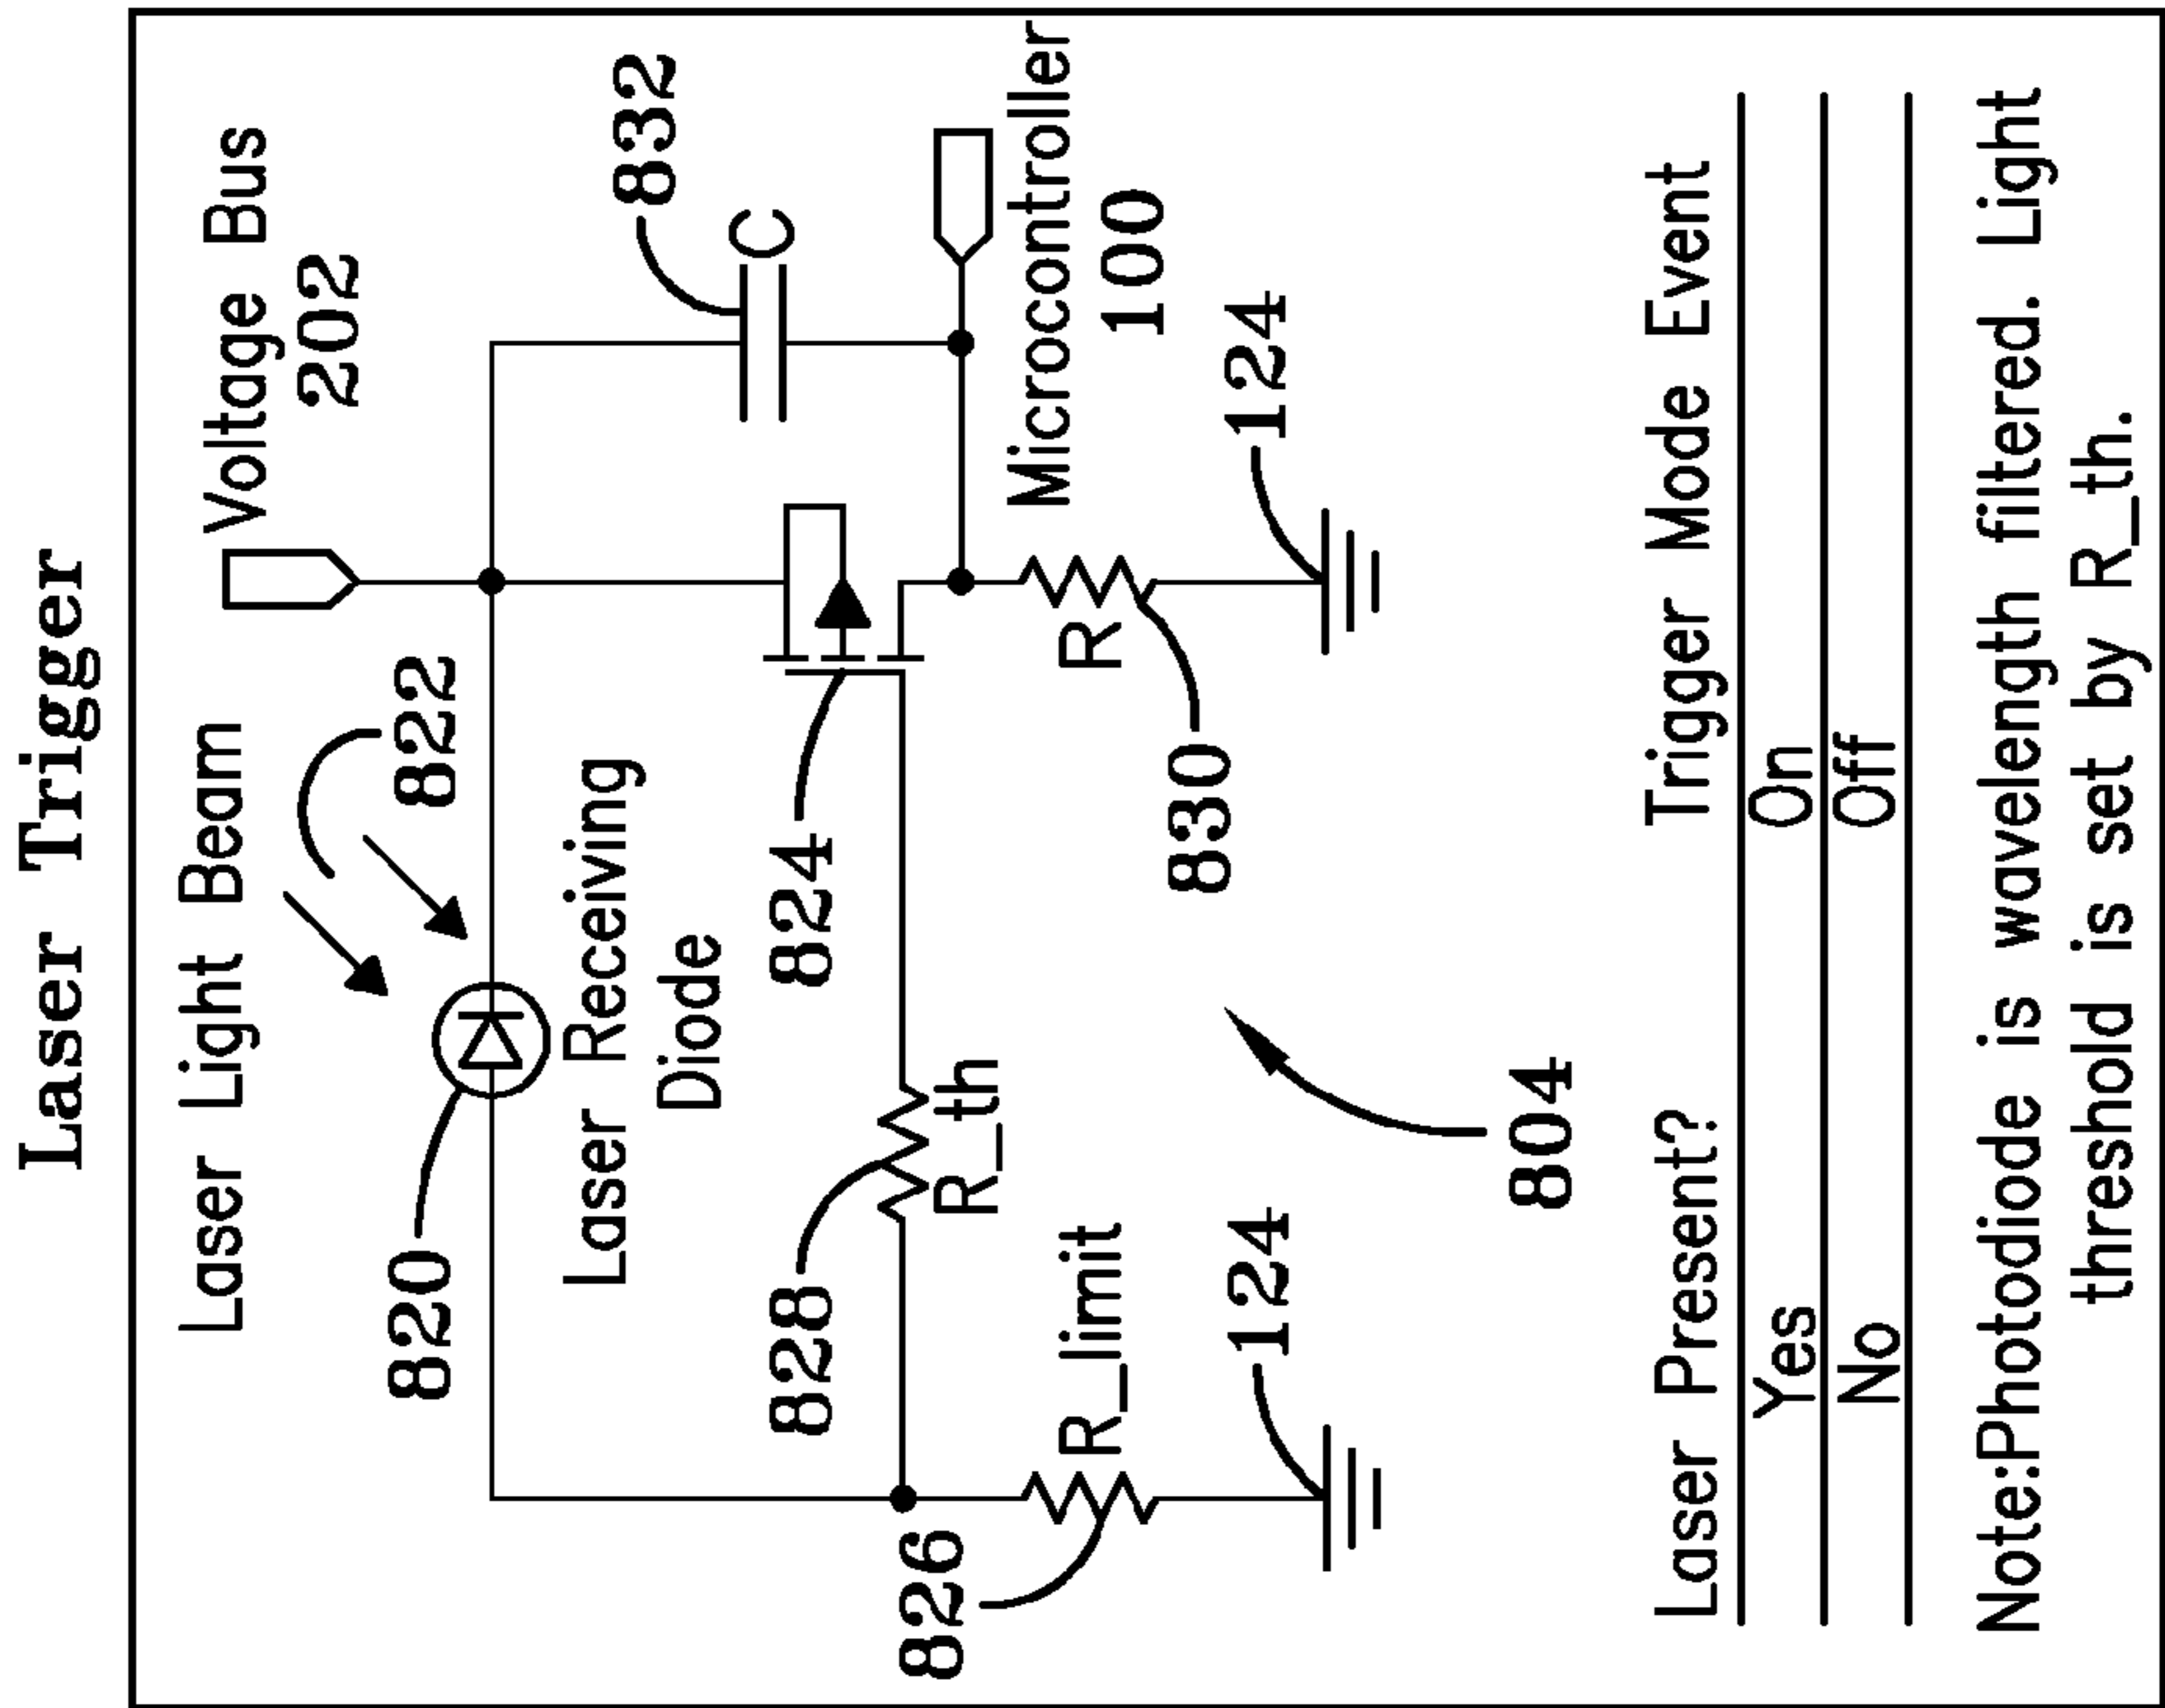 Laser Trigger
Laser Light Beam
Voltage Bus
202
822
820
832
C
Laser Receiving
Diode
824
828
R_th
Microcontroller
100
826
R_limit
R
830
124
124
804
Laser Present? Trigger Mode Event
Yes On
No Off
Note:Photodiode is wavelength filtered. Light
threshold is set by R_th.